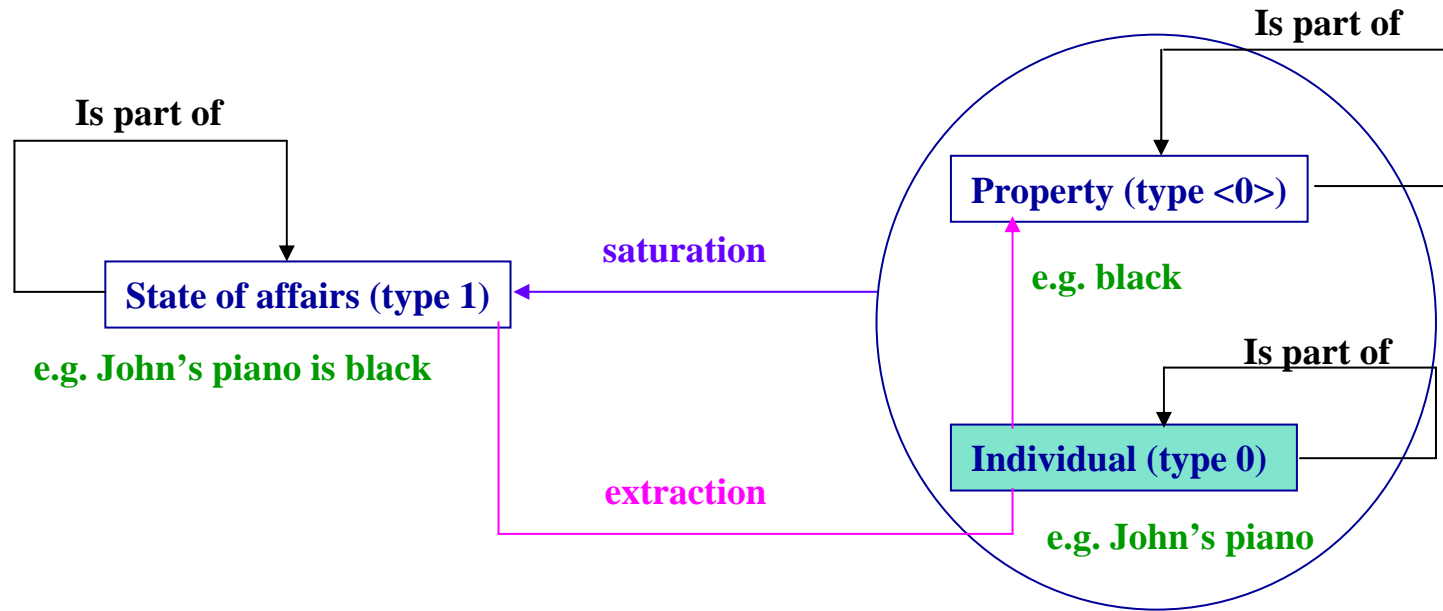 Is part of
Is part of
Property (type <0>)
saturation
e.g. black
State of affairs (type 1)
Is part of
e.g. John’s piano is black
Individual (type 0)
extraction
e.g. John’s piano